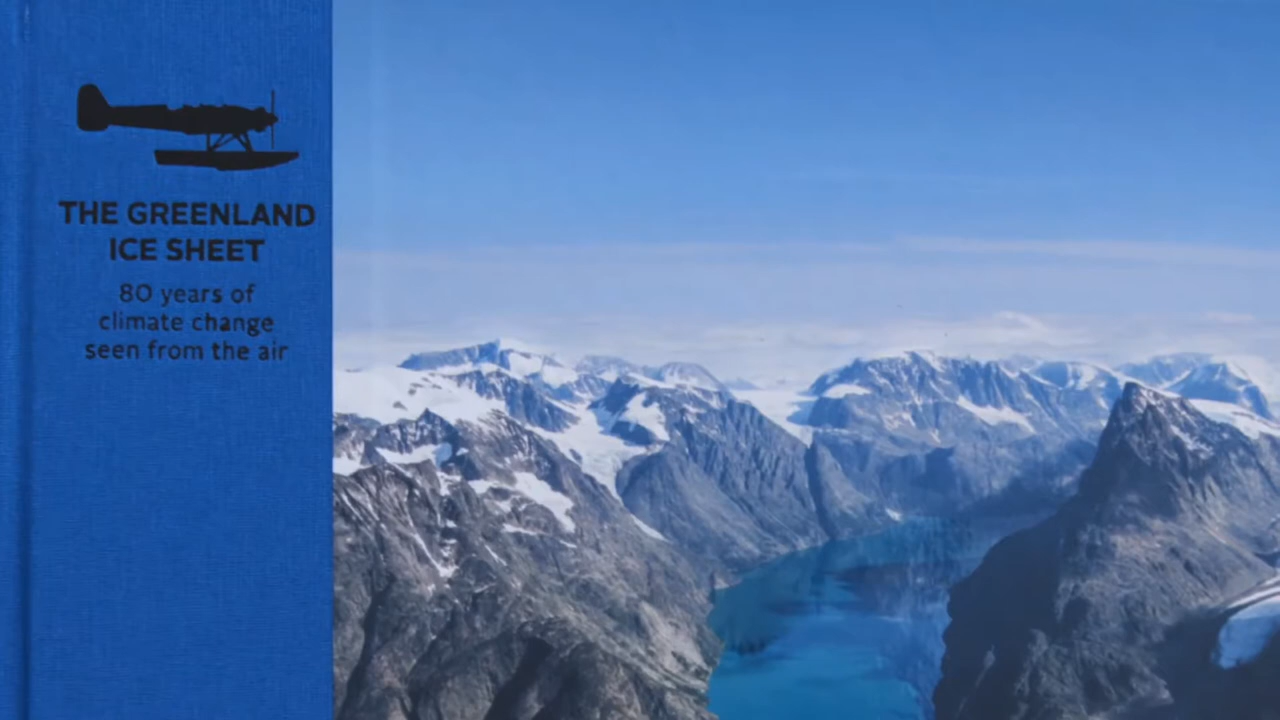 THE GREENLAND
ICE SHEET
80 years of
climate change
seen from the air